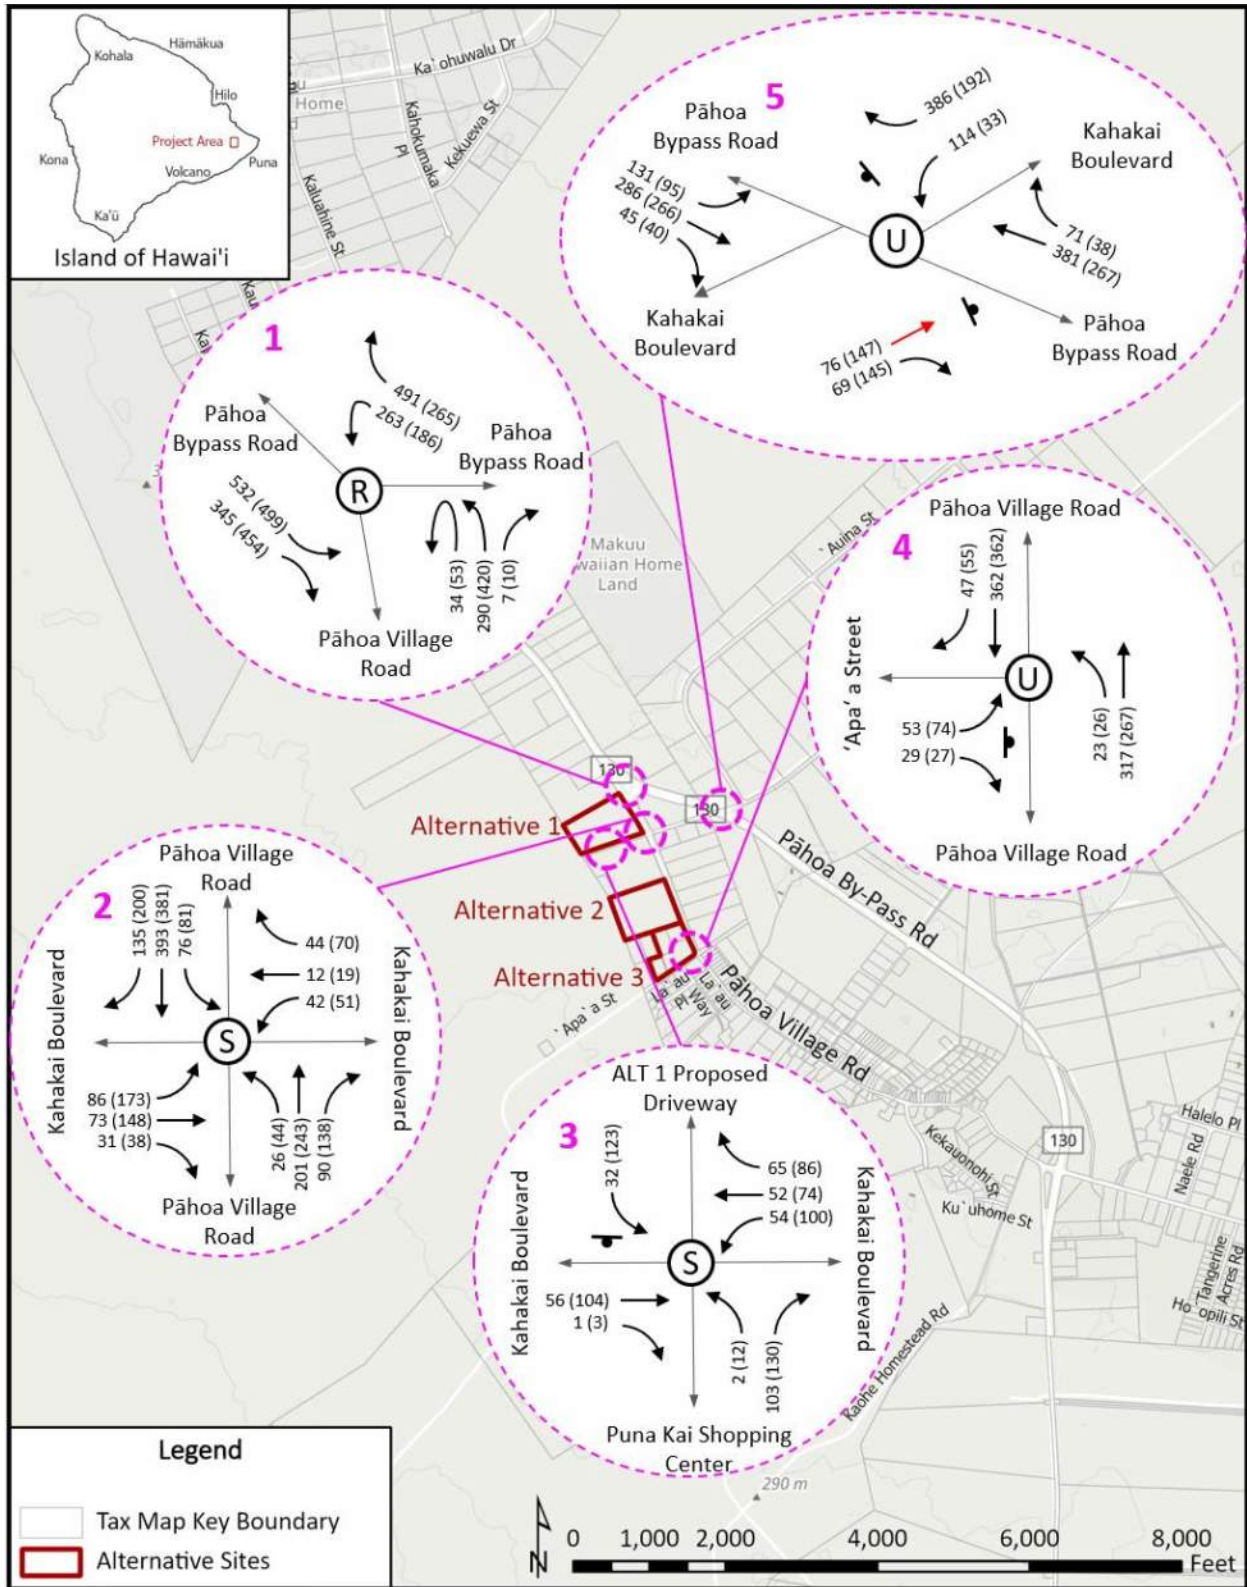 Kohala
Hāmākua
Hilo
Project Area
Kona
Volcano
Puna
Ka'ū
Island of Hawai'i
Home
Ka`ohuwalu Dr
Kahokumaka
Pl
Kekuewa St
Kaluahine St
5
Pāhoa
Bypass Road
386 (192)
114 (33)
Kahakai
Boulevard
131 (95)
286 (266)
45 (40)
U
71 (38)
381 (267)
Kahakai
Boulevard
Pāhoa
Bypass Road
76 (147)
69 (145)
1
491 (265)
263 (186)
Pāhoa
Bypass Road
Pāhoa
Bypass Road
R
532 (499)
345 (454)
34 (53)
290 (420)
7 (10)
Pāhoa Village
Road
Makuu
waiian Home
Land
`Auina St
4
Pāhoa Village Road
47 (55)
362 (362)
'Apa'a Street
U
53 (74)
29 (27)
23 (26)
317 (267)
Pāhoa Village Road
130
130
Alternative 1
Alternative 2
Alternative 3
Pāhoa By-Pass Rd
Pāhoa Village Rd
La`au
Pl
La`au
Way
`Apa`a St
2
Pāhoa Village
Road
135 (200)
393 (381)
76 (81)
44 (70)
12 (19)
42 (51)
Kahakai Boulevard
Kahakai Boulevard
S
86 (173)
73 (148)
31 (38)
26 (44)
201 (243)
90 (138)
Pāhoa Village
Road
3
ALT 1 Proposed
Driveway
32 (123)
65 (86)
52 (74)
54 (100)
Kahakai Boulevard
Kahakai Boulevard
S
56 (104)
1 (3)
2 (12)
103 (130)
Puna Kai Shopping
Center
130
Kekauonohi St
Ku`uhome St
Halelo Pl
Naele Rd
Tangerine
Acres Rd
Ho`opili St
Kaohe Homestead Rd
290 m
Legend
Tax Map Key Boundary
Alternative Sites
N
0
1,000
2,000
4,000
6,000
8,000
Feet